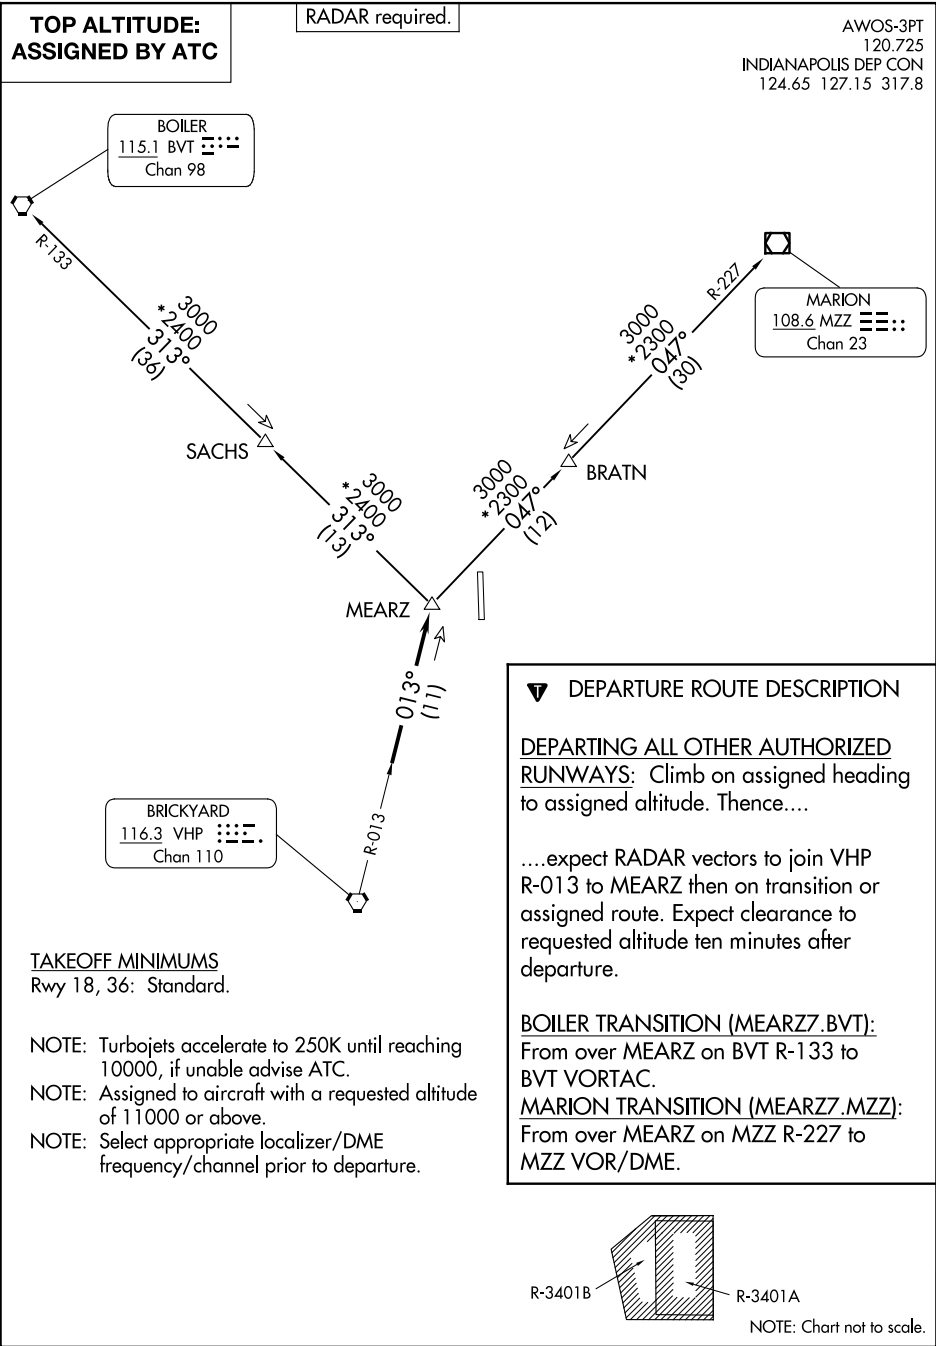 TOP ALTITUDE:
ASSIGNED BY ATC
RADAR required.
AWOS-3PT
120.725
INDIANAPOLIS DEP CON
124.65 127.15 317.8
BOILER
115.1 BVT
Chan 98
R-133
3000
*2400
313°
(36)
SACHS
3000
*2400
313°
(13)
R-227
MARION
108.6 MZZ
Chan 23
3000
*2300
047°
(30)
BRATN
3000
*2300
047°
(12)
MEARZ
013°
(11)
R-013
BRICKYARD
116.3 VHP
Chan 110
TAKEOFF MINIMUMS
Rwy 18, 36: Standard.
NOTE: Turbojets accelerate to 250K until reaching
10000, if unable advise ATC.
NOTE: Assigned to aircraft with a requested altitude
of 11000 or above.
NOTE: Select appropriate localizer/DME
frequency/channel prior to departure.
T DEPARTURE ROUTE DESCRIPTION
DEPARTING ALL OTHER AUTHORIZED
RUNWAYS: Climb on assigned heading
to assigned altitude. Thence....
....expect RADAR vectors to join VHP
R-013 to MEARZ then on transition or
assigned route. Expect clearance to
requested altitude ten minutes after
departure.
BOILER TRANSITION (MEARZ7.BVT):
From over MEARZ on BVT R-133 to
BVT VORTAC.
MARION TRANSITION (MEARZ7.MZZ):
From over MEARZ on MZZ R-227 to
MZZ VOR/DME.
R-3401B
R-3401A
NOTE: Chart not to scale.